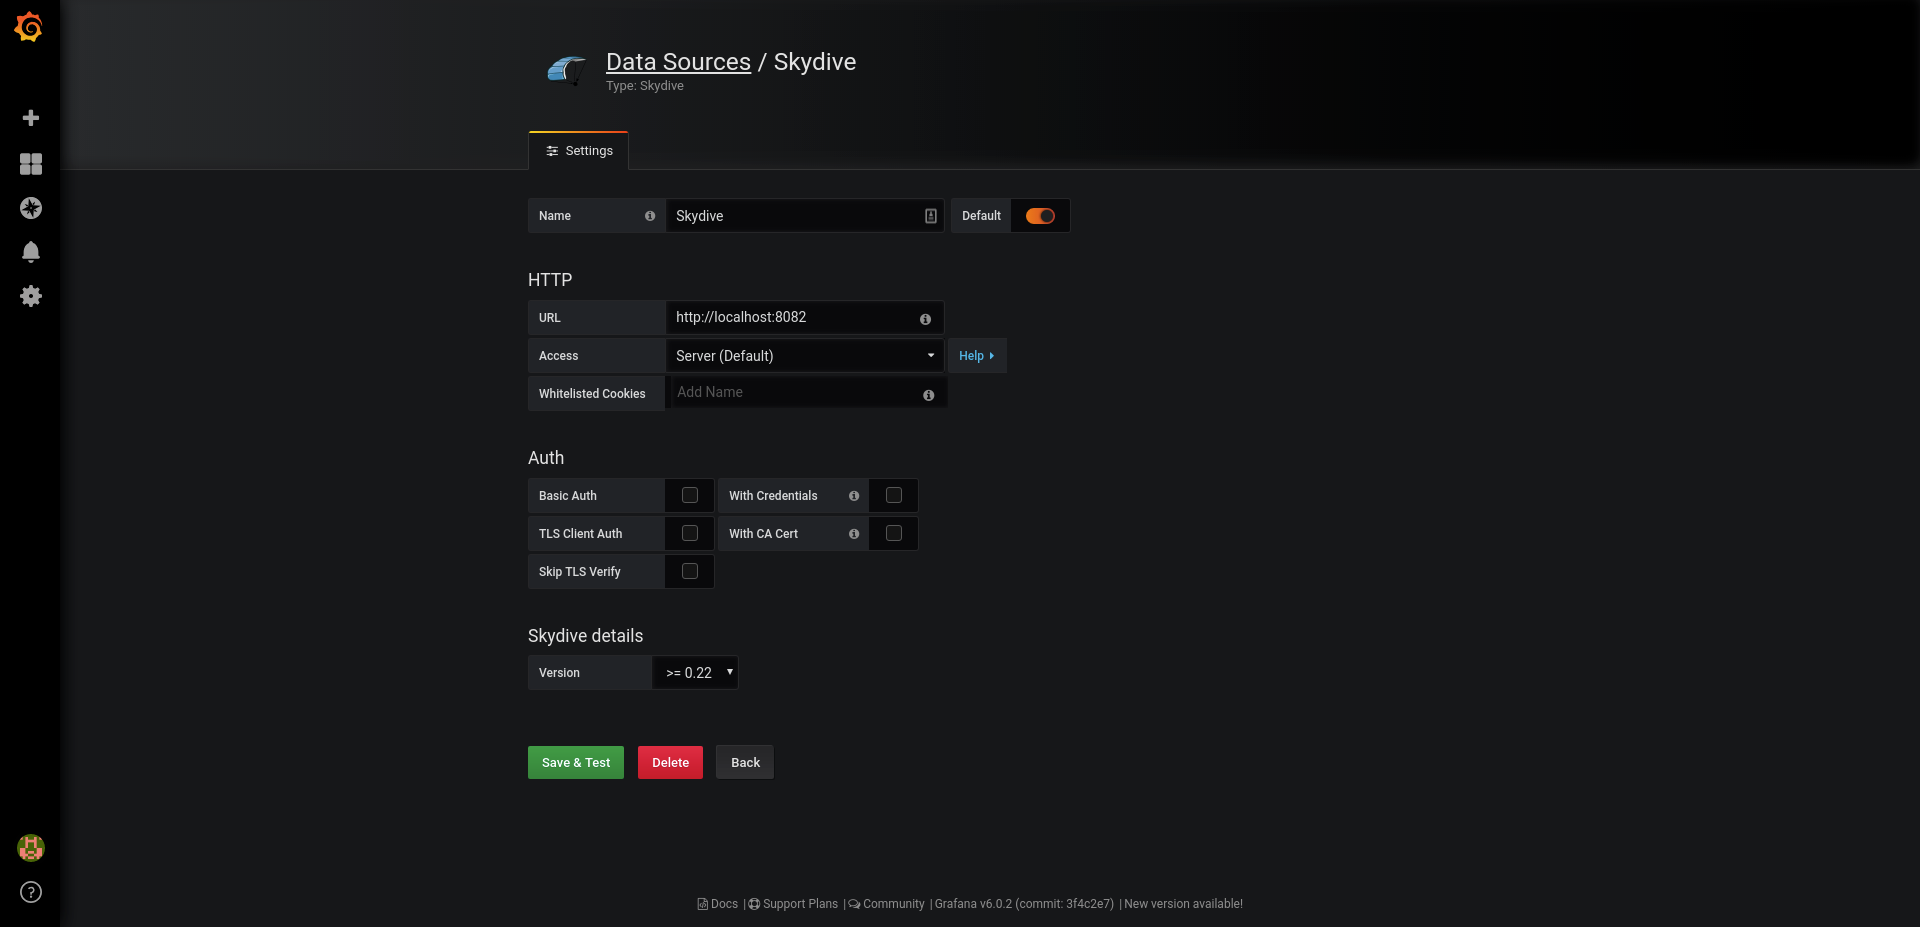 Data Sources / Skydive
Type: Skydive
Settings
Name Skydive Default
HTTP
URL http://localhost:8082
Access Server (Default) Help
Whitelisted Cookies Add Name
Auth
Basic Auth With Credentials
TLS Client Auth With CA Cert
Skip TLS Verify
Skydive details
Version >= 0.22
Save & Test Delete Back
Docs | Support Plans | Community | Grafana v6.0.2 (commit: 3f4c2e7) | New version available!